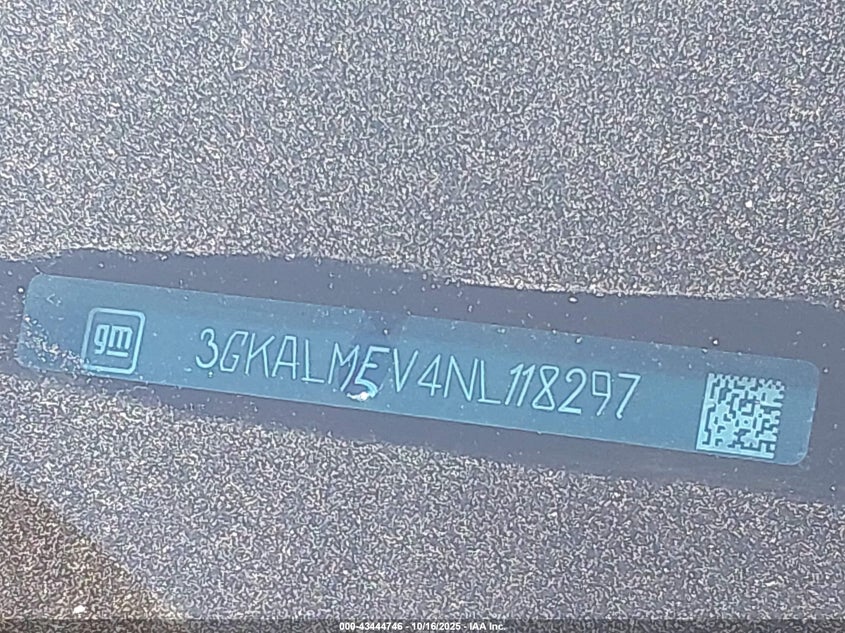 gm 3GKALMEV4NL118297
000-43444746 - 10/16/2025 - IAA Inc.